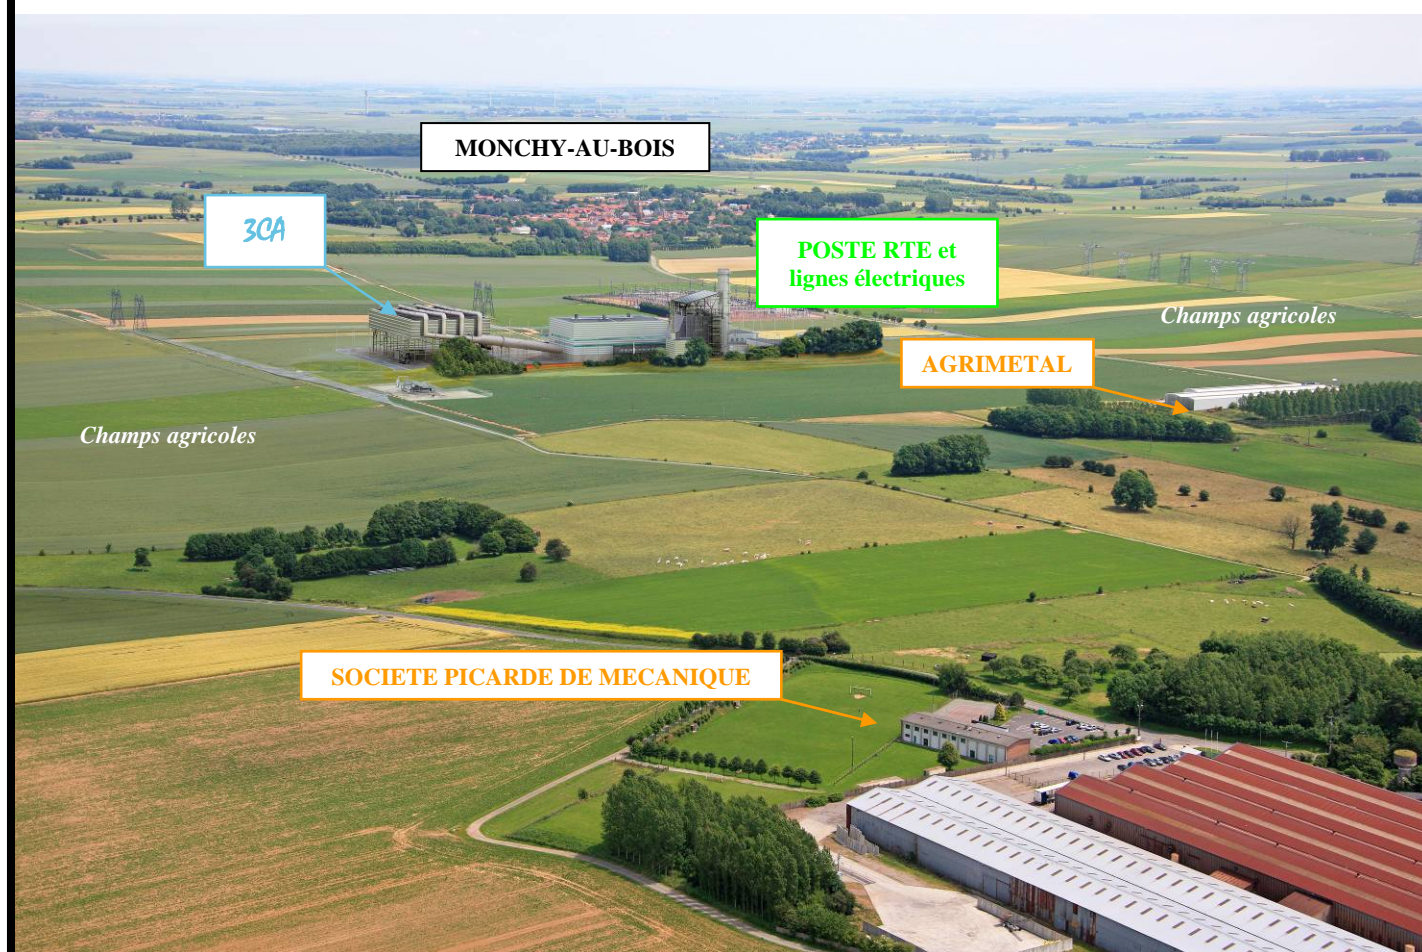 MONCHY-AU-BOIS
3CA
POSTE RTE et
lignes électriques
Champs agricoles
AGRIMETAL
Champs agricoles
SOCIETE PICARDE DE MECANIQUE